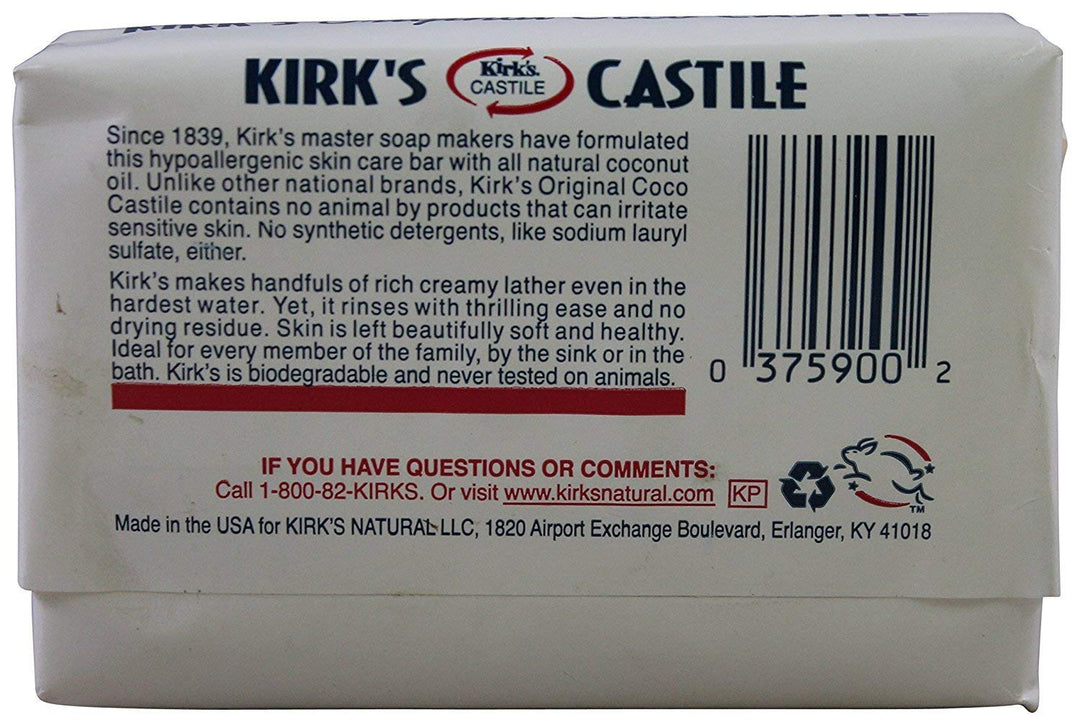 KIRK'S Original Coco CASTILE
KIRK'S Kirk's. CASTILE CASTILE
Since 1839, Kirk's master soap makers have formulated
this hypoallergenic skin care bar with all natural coconut
oil. Unlike other national brands, Kirk's Original Coco
Castile contains no animal by products that can irritate
sensitive skin. No synthetic detergents, like sodium lauryl
sulfate, either.
Kirk's makes handfuls of rich creamy lather even in the
hardest water. Yet, it rinses with thrilling ease and no
drying residue. Skin is left beautifully soft and healthy.
Ideal for every member of the family, by the sink or in the
bath. Kirk's is biodegradable and never tested on animals.
0 375900 2
IF YOU HAVE QUESTIONS OR COMMENTS:
Call 1-800-82-KIRKS. Or visit www.kirksnatural.com KP
TM
Made in the USA for KIRK'S NATURAL LLC, 1820 Airport Exchange Boulevard, Erlanger, KY 41018